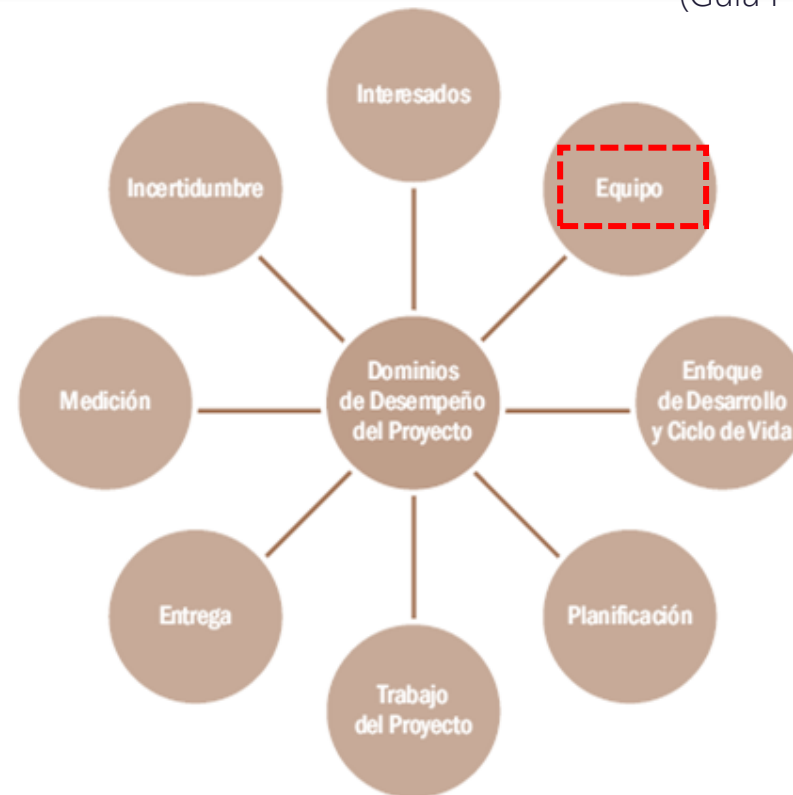 (Guía
Interesados
Equipo
Incertidumbre
Dominios
de Desempeño
del Proyecto
Enfoque
de Desarrollo
y Ciclo de Vida
Medición
Planificación
Entrega
Trabajo
del Proyecto